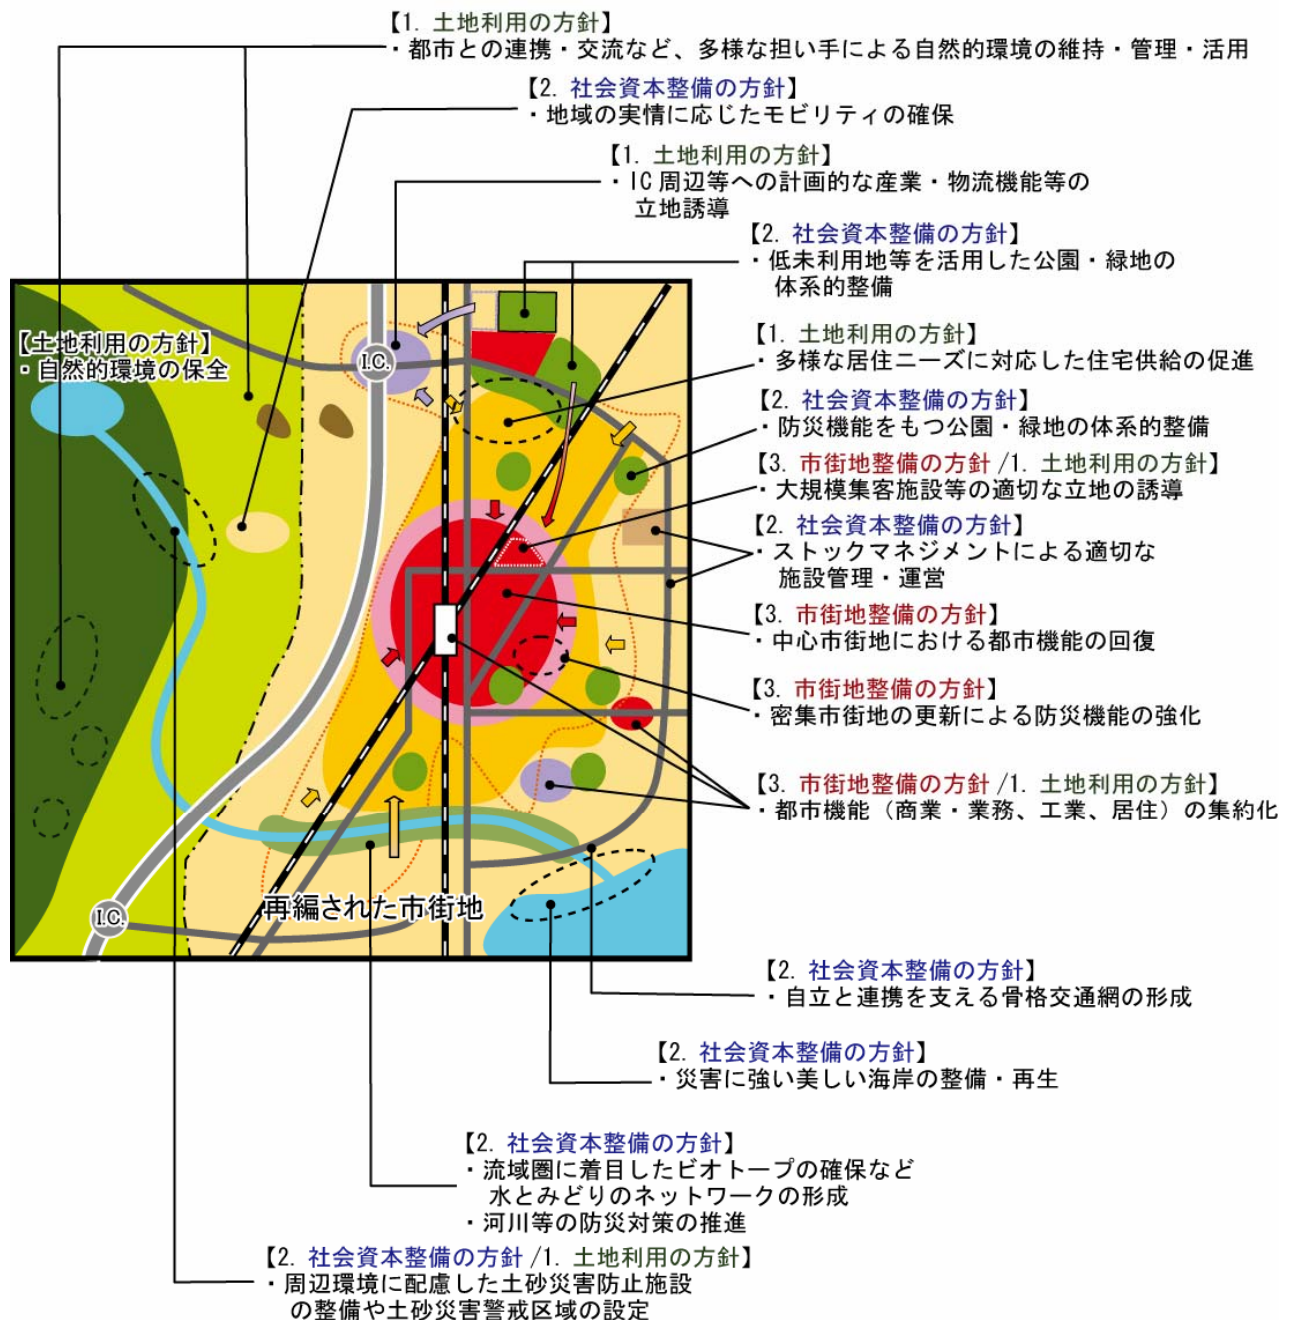 【1. 土地利用の方針】
・都市との連携・交流など、多様な担い手による自然的環境の維持・管理・活用
【2. 社会資本整備の方針】
・地域の実情に応じたモビリティの確保
【1. 土地利用の方針】
・IC周辺等への計画的な産業・物流機能等の
立地誘導
【2. 社会資本整備の方針】
・低未利用地等を活用した公園・緑地の
体系的整備
【土地利用の方針】
・自然的環境の保全
I.C.
【1. 土地利用の方針】
・多様な居住ニーズに対応した住宅供給の促進
【2. 社会資本整備の方針】
・防災機能をもつ公園・緑地の体系的整備
【3. 市街地整備の方針/1. 土地利用の方針】
・大規模集客施設等の適切な立地の誘導
【2. 社会資本整備の方針】
・ストックマネジメントによる適切な
施設管理・運営
【3. 市街地整備の方針】
・中心市街地における都市機能の回復
【3. 市街地整備の方針】
・密集市街地の更新による防災機能の強化
【3. 市街地整備の方針/1. 土地利用の方針】
・都市機能（商業・業務、工業、居住）の集約化
再編された市街地
I.C.
【2. 社会資本整備の方針】
・自立と連携を支える骨格交通網の形成
【2. 社会資本整備の方針】
・災害に強い美しい海岸の整備・再生
【2. 社会資本整備の方針】
・流域圏に着目したビオトープの確保など
水とみどりのネットワークの形成
・河川等の防災対策の推進
【2. 社会資本整備の方針/1. 土地利用の方針】
・周辺環境に配慮した土砂災害防止施設
の整備や土砂災害警戒区域の設定